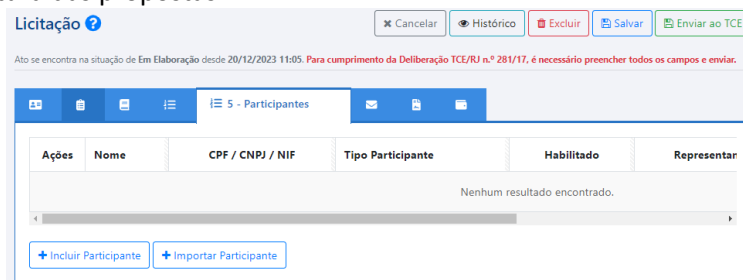 Licitação
Cancelar Histórico Excluir Salvar Enviar ao TCE
Ato se encontra na situação de Em Elaboração desde 20/12/2023 11:05. Para cumprimento da Deliberação TCE/RJ n.º 281/17, é necessário preencher todos os campos e enviar.
5 - Participantes
Ações Nome CPF / CNPJ / NIF Tipo Participante Habilitado Representan
Nenhum resultado encontrado.
+ Incluir Participante + Importar Participante